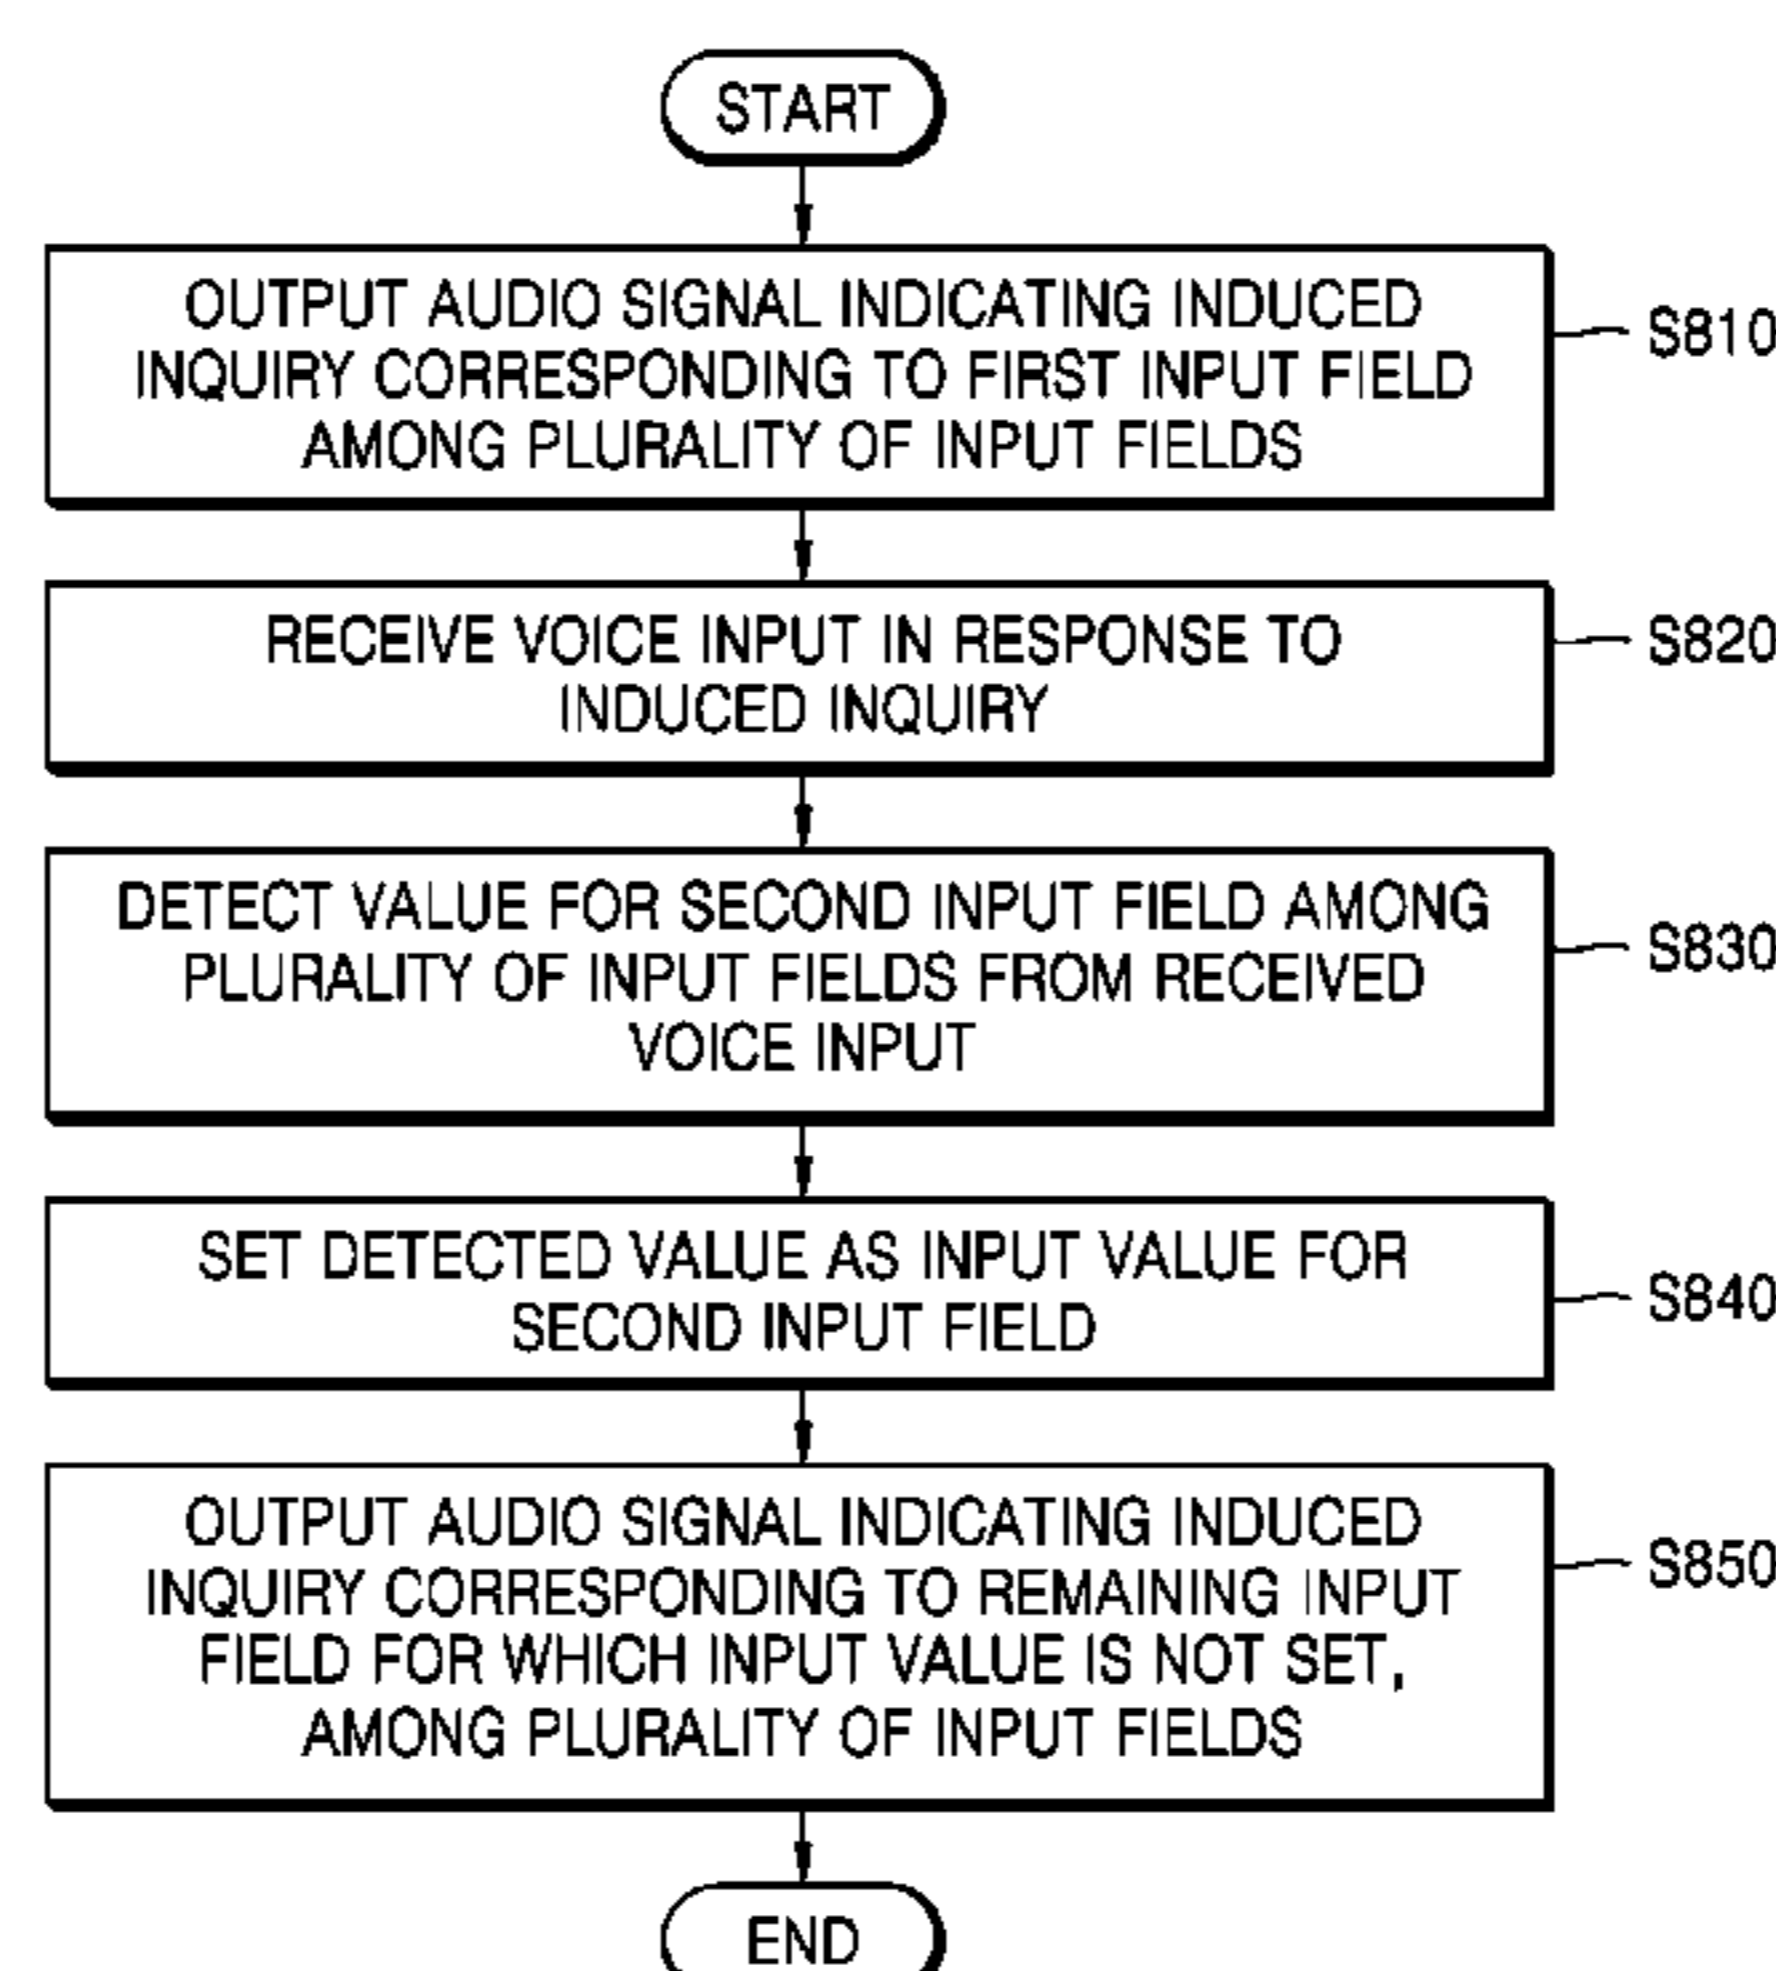 START
OUTPUT AUDIO SIGNAL INDICATING INDUCED
INQUIRY CORRESPONDING TO FIRST INPUT FIELD
AMONG PLURALITY OF INPUT FIELDS
S810
RECEIVE VOICE INPUT IN RESPONSE TO
INDUCED INQUIRY
S820
DETECT VALUE FOR SECOND INPUT FIELD AMONG
PLURALITY OF INPUT FIELDS FROM RECEIVED
VOICE INPUT
S830
SET DETECTED VALUE AS INPUT VALUE FOR
SECOND INPUT FIELD
S840
OUTPUT AUDIO SIGNAL INDICATING INDUCED
INQUIRY CORRESPONDING TO REMAINING INPUT
FIELD FOR WHICH INPUT VALUE IS NOT SET,
AMONG PLURALITY OF INPUT FIELDS
S850
END